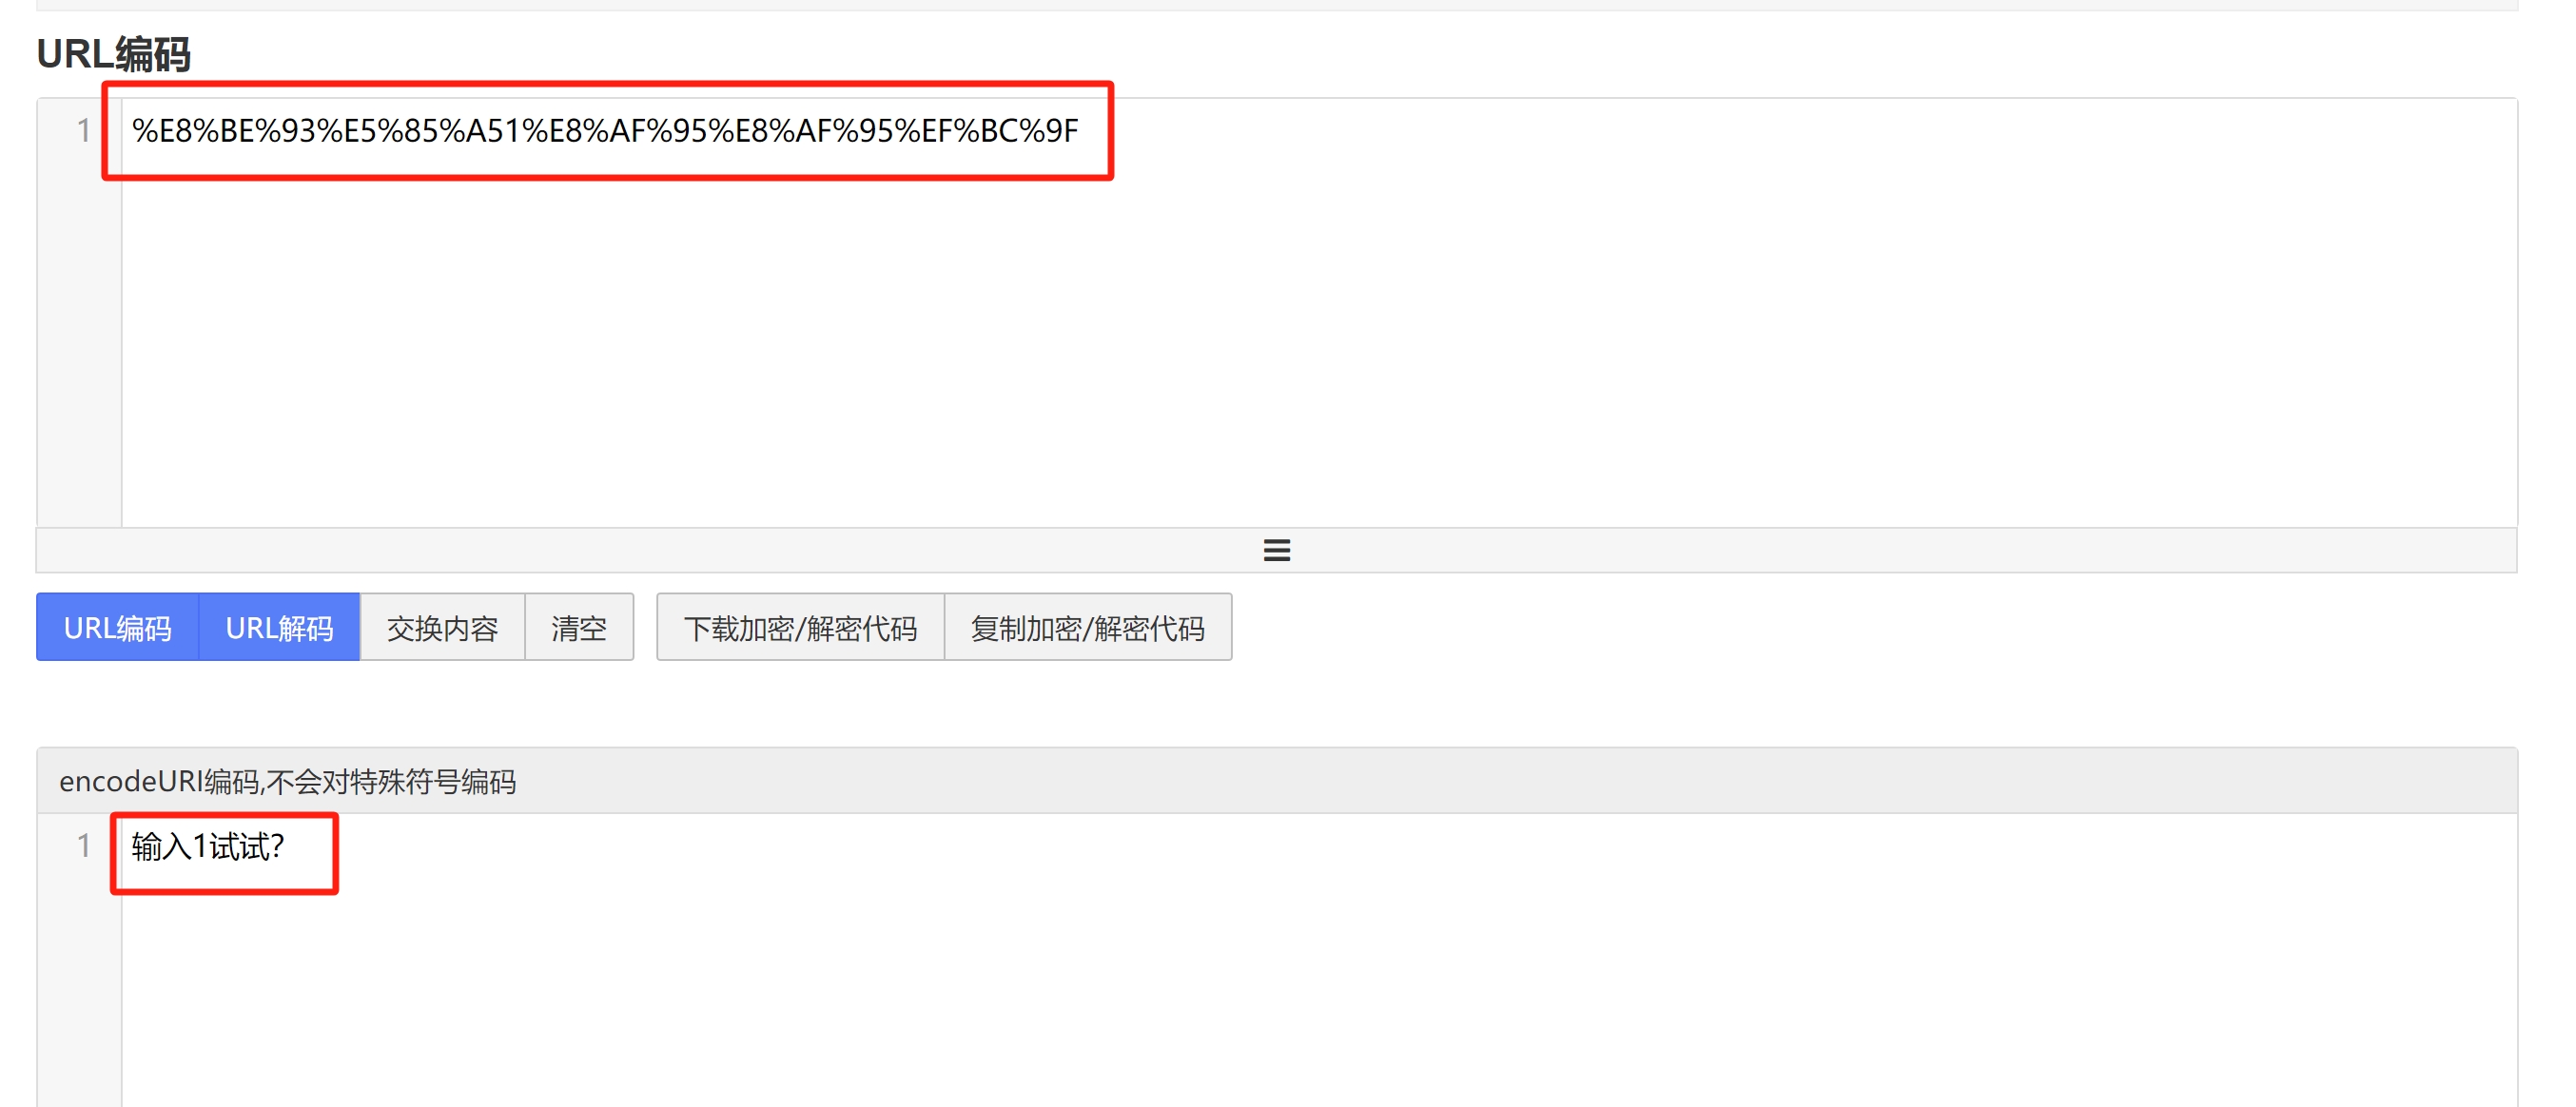 URL编码
1 %E8%BE%93%E5%85%A51%E8%AF%95%E8%AF%95%EF%BC%9F
URL编码 URL解码 交换内容 清空 下载加密/解密代码 复制加密/解密代码
encodeURI编码,不会对特殊符号编码
1 输入1试试？